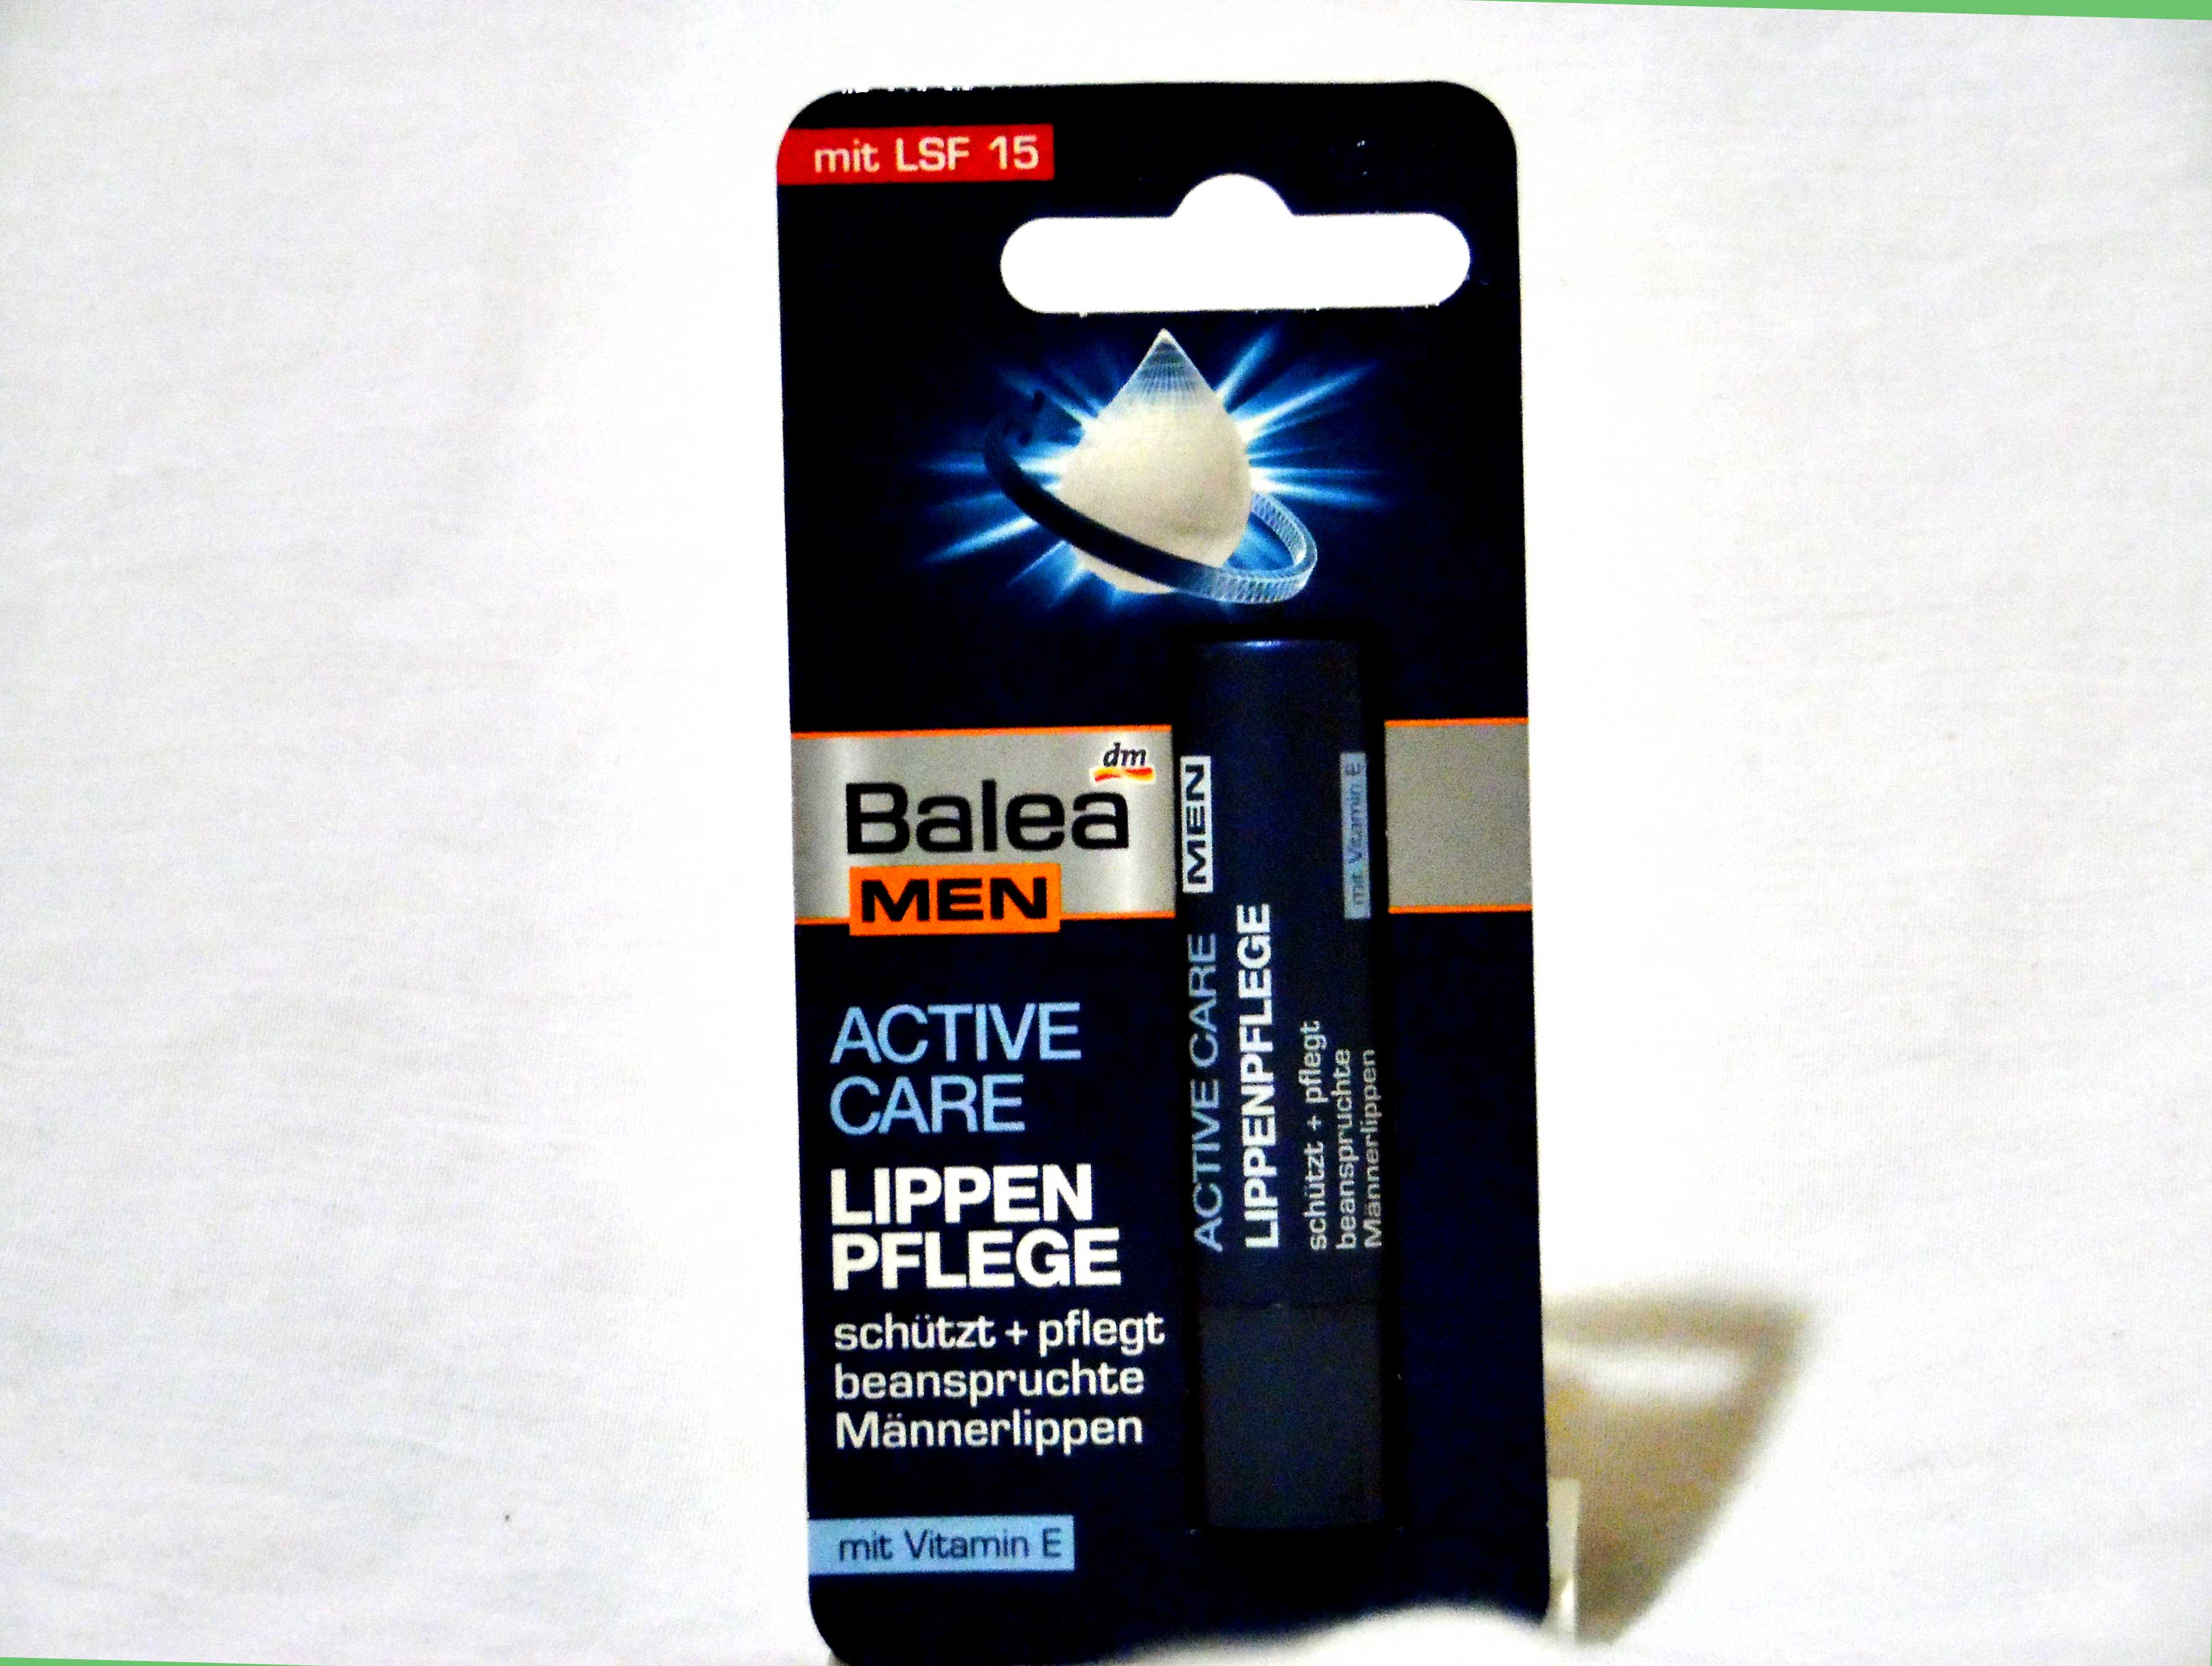 mit LSF 15
dm
Balea
MEN
ACTIVE
CARE
LIPPEN
PFLEGE
schützt + pflegt
beanspruchte
Männerlippen
mit Vitamin E
MEN
ACTIVE CARE
LIPPENPFLEGE
schützt + pflegt
beanspruchte
Männerlippen
mit Vitamin E